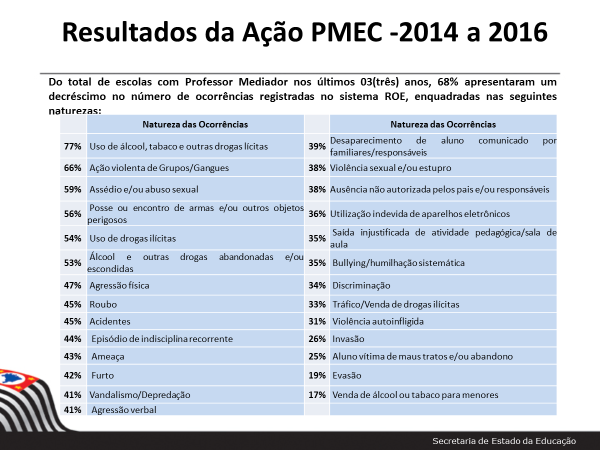 Resultados da Ação PMEC -2014 a 2016
Do total de escolas com Professor Mediador nos últimos 03(três) anos, 68% apresentaram um
decréscimo no número de ocorrências registradas no sistema ROE, enquadradas nas seguintes
naturezas:
Natureza das Ocorrências Natureza das Ocorrências
77% Uso de álcool, tabaco e outras drogas lícitas 39% Desaparecimento de aluno comunicado por
familiares/responsáveis
66% Ação violenta de Grupos/Gangues 38% Violência sexual e/ou estupro
59% Assédio e/ou abuso sexual 38% Ausência não autorizada pelos pais e/ou responsáveis
56% Posse ou encontro de armas e/ou outros objetos
perigosos 36% Utilização indevida de aparelhos eletrônicos
54% Uso de drogas ilícitas 35% Saída injustificada de atividade pedagógica/sala de
aula
53% Álcool e outras drogas abandonadas e/ou
escondidas 35% Bullying/humilhação sistemática
47% Agressão física 34% Discriminação
45% Roubo 33% Tráfico/Venda de drogas ilícitas
45% Acidentes 31% Violência autoinfligida
44% Episódio de indisciplina recorrente 26% Invasão
43% Ameaça 25% Aluno vítima de maus tratos e/ou abandono
42% Furto 19% Evasão
41% Vandalismo/Depredação 17% Venda de álcool ou tabaco para menores
41% Agressão verbal
Secretaria de Estado da Educação